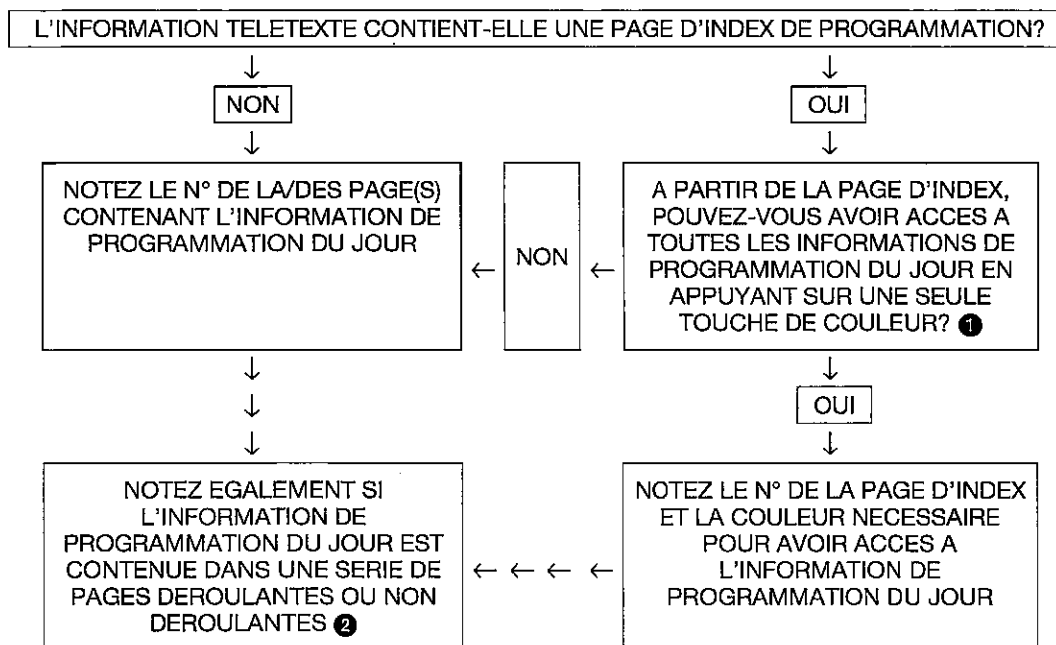 L'INFORMATION TELETEXTE CONTIENT-ELLE UNE PAGE D'INDEX DE PROGRAMMATION?
NON
OUI
NOTEZ LE N° DE LA/DES PAGE(S)
CONTENANT L'INFORMATION DE
PROGRAMMATION DU JOUR
NON
A PARTIR DE LA PAGE D'INDEX,
POUVEZ-VOUS AVOIR ACCES A
TOUTES LES INFORMATIONS DE
PROGRAMMATION DU JOUR EN
APPUYANT SUR UNE SEULE
TOUCHE DE COULEUR? ❶
OUI
NOTEZ EGALEMENT SI
L'INFORMATION DE
PROGRAMMATION DU JOUR EST
CONTENUE DANS UNE SERIE DE
PAGES DEROULANTES OU NON
DEROULANTES ❷
NOTEZ LE N° DE LA PAGE D'INDEX
ET LA COULEUR NECESSAIRE
POUR AVOIR ACCES A
L'INFORMATION DE
PROGRAMMATION DU JOUR